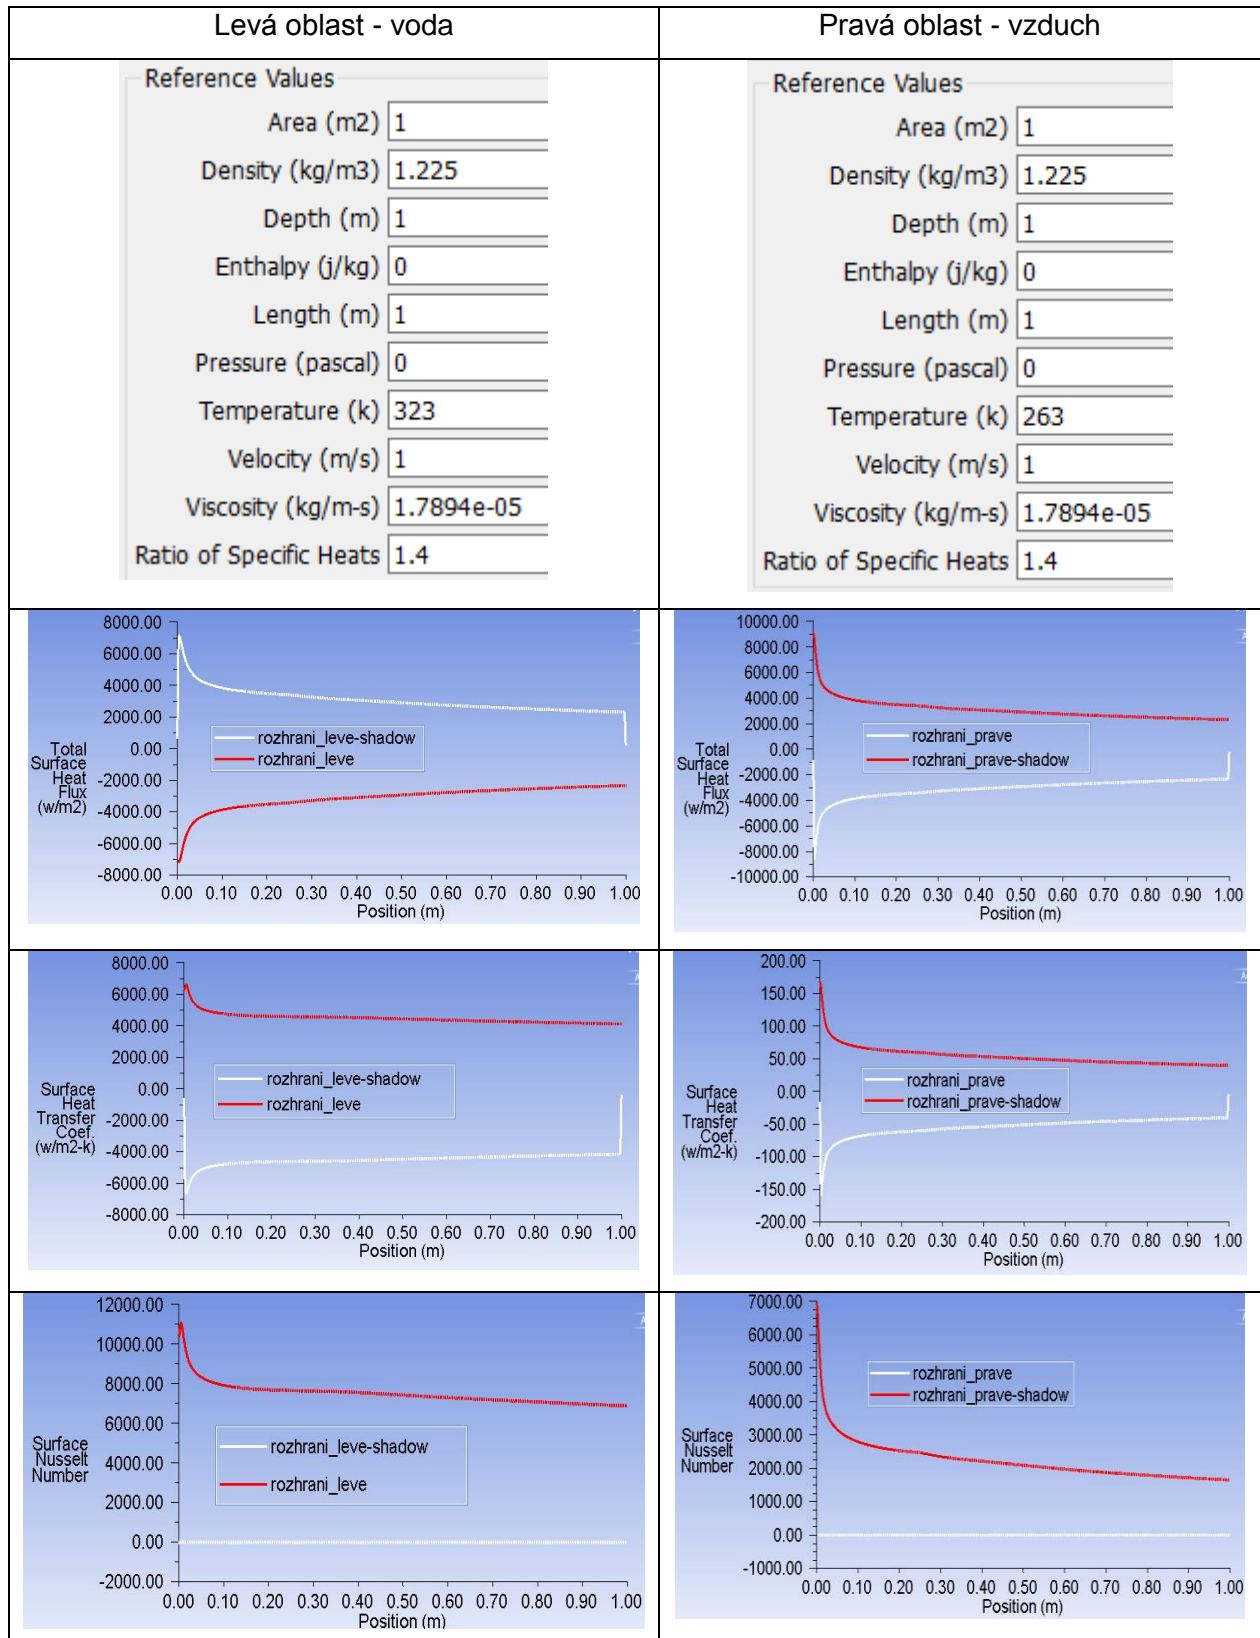 Levá oblast - voda
Pravá oblast - vzduch
Reference Values
Area (m2) 1
Density (kg/m3) 1.225
Depth (m) 1
Enthalpy (j/kg) 0
Length (m) 1
Pressure (pascal) 0
Temperature (k) 323
Velocity (m/s) 1
Viscosity (kg/m-s) 1.7894e-05
Ratio of Specific Heats 1.4
Reference Values
Area (m2) 1
Density (kg/m3) 1.225
Depth (m) 1
Enthalpy (j/kg) 0
Length (m) 1
Pressure (pascal) 0
Temperature (k) 263
Velocity (m/s) 1
Viscosity (kg/m-s) 1.7894e-05
Ratio of Specific Heats 1.4
8000.00
6000.00
4000.00
2000.00
0.00
-2000.00
-4000.00
-6000.00
-8000.00
Total
Surface
Heat
Flux
(w/m2)
rozhrani_leve-shadow
rozhrani_leve
0.00 0.10 0.20 0.30 0.40 0.50 0.60 0.70 0.80 0.90 1.00
Position (m)
10000.00
8000.00
6000.00
4000.00
2000.00
0.00
-2000.00
-4000.00
-6000.00
-8000.00
-10000.00
Total
Surface
Heat
Flux
(w/m2)
rozhrani_prave
rozhrani_prave-shadow
0.00 0.10 0.20 0.30 0.40 0.50 0.60 0.70 0.80 0.90 1.00
Position (m)
8000.00
6000.00
4000.00
2000.00
0.00
-2000.00
-4000.00
-6000.00
-8000.00
Surface
Heat
Transfer
Coef.
(w/m2-k)
rozhrani_leve-shadow
rozhrani_leve
0.00 0.10 0.20 0.30 0.40 0.50 0.60 0.70 0.80 0.90 1.00
Position (m)
200.00
150.00
100.00
50.00
0.00
-50.00
-100.00
-150.00
-200.00
Surface
Heat
Transfer
Coef.
(w/m2-k)
rozhrani_prave
rozhrani_prave-shadow
0.00 0.10 0.20 0.30 0.40 0.50 0.60 0.70 0.80 0.90 1.00
Position (m)
12000.00
10000.00
8000.00
6000.00
4000.00
2000.00
0.00
-2000.00
Surface
Nusselt
Number
rozhrani_leve-shadow
rozhrani_leve
0.00 0.10 0.20 0.30 0.40 0.50 0.60 0.70 0.80 0.90 1.00
Position (m)
7000.00
6000.00
5000.00
4000.00
3000.00
2000.00
1000.00
0.00
-1000.00
Surface
Nusselt
Number
rozhrani_prave
rozhrani_prave-shadow
0.00 0.10 0.20 0.30 0.40 0.50 0.60 0.70 0.80 0.90 1.00
Position (m)